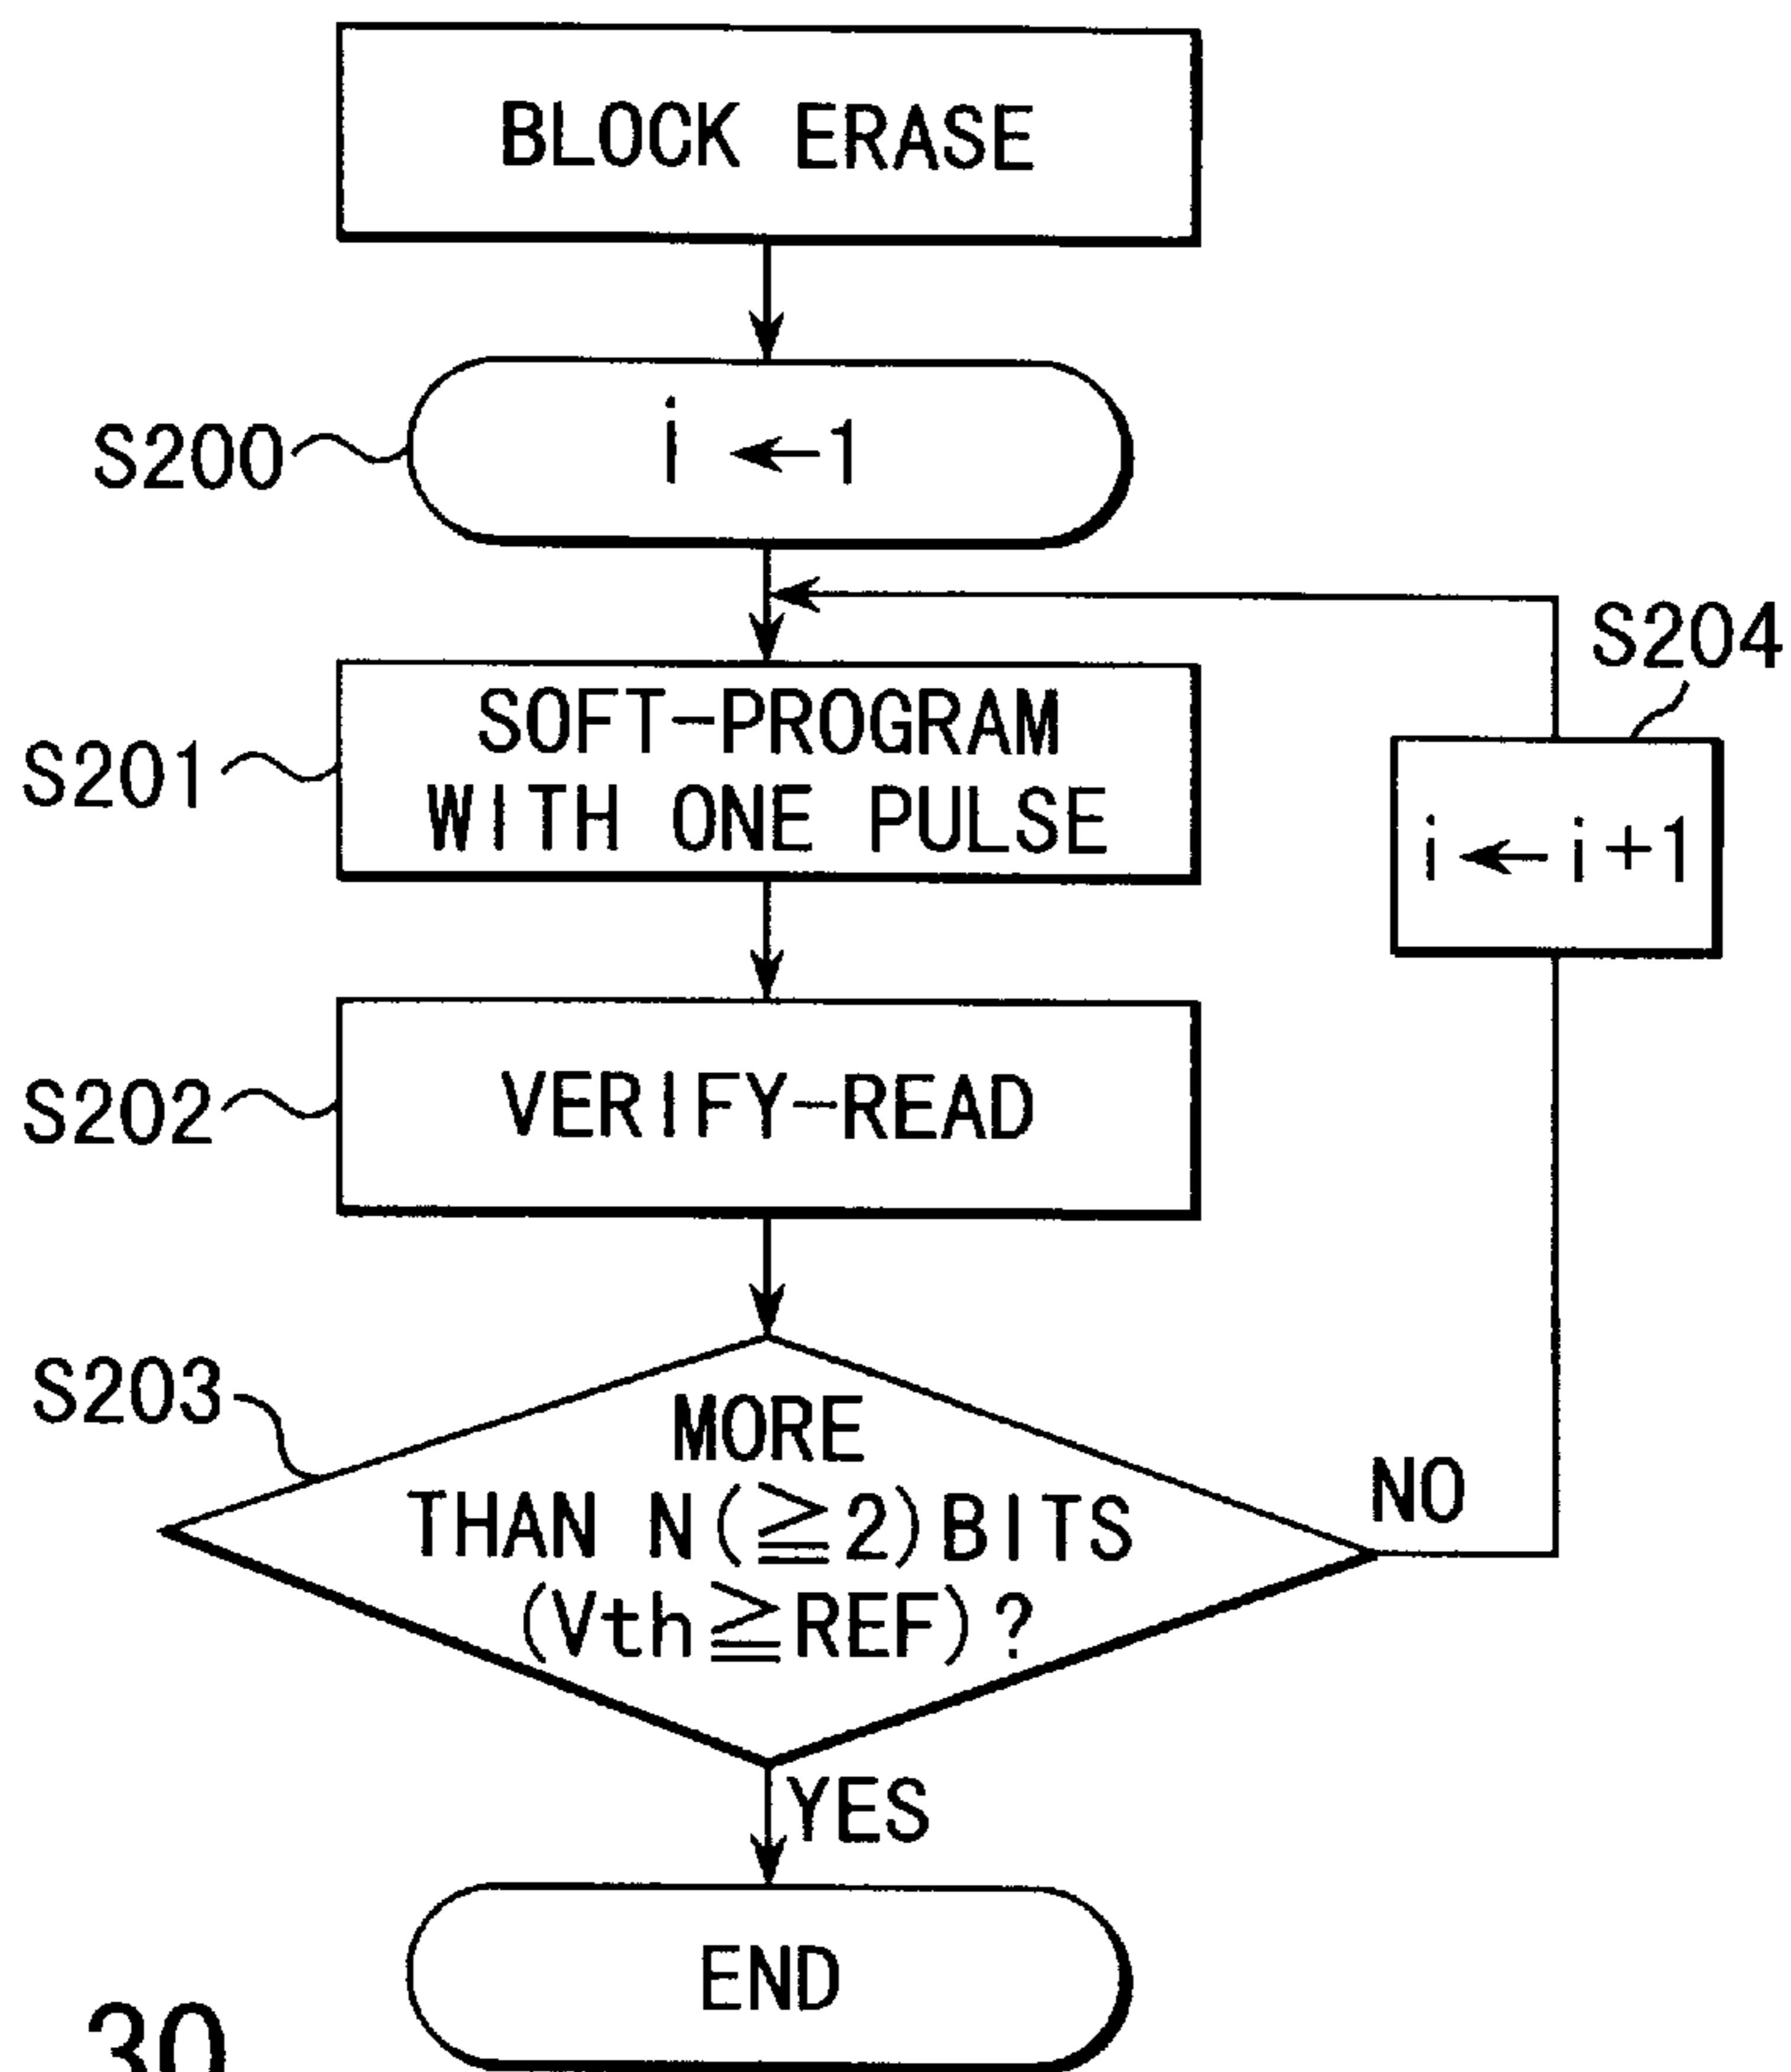 BLOCK ERASE
S200
i ← 1
S204
S201
SOFT-PROGRAM
WITH ONE PULSE
i ← i+1
S202
VERIFY-READ
S203
MORE
THAN N(≧2)BITS
(Vth≧REF)?
NO
YES
END
30